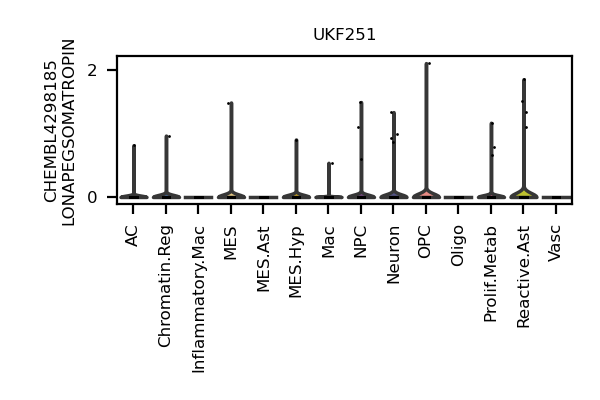 UKF251
CHEMBL4298185
LONAPEGSOMATROPIN
2
0
AC
Chromatin.Reg
Inflammatory.Mac
MES
MES.Ast
MES.Hyp
Mac
NPC
Neuron
OPC
Oligo
Prolif.Metab
Reactive.Ast
Vasc